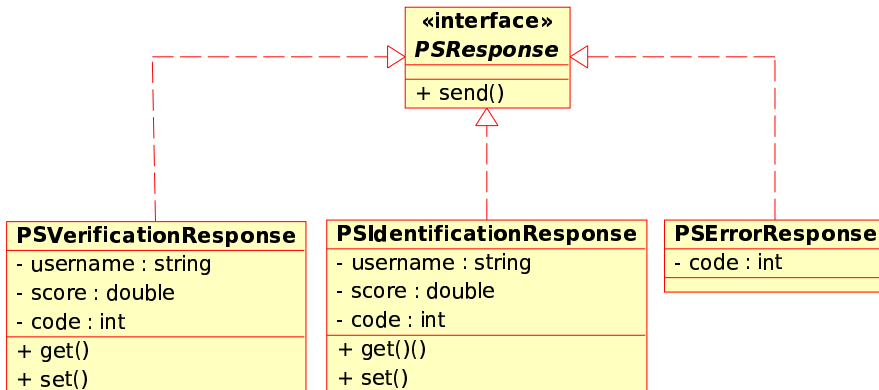 «interface»
PSResponse
+ send()
PSVerificationResponse
- username : string
- score : double
- code : int
+ get()
+ set()
PSIdentificationResponse
- username : string
- score : double
- code : int
+ get()()
+ set()
PSErrorResponse
- code : int